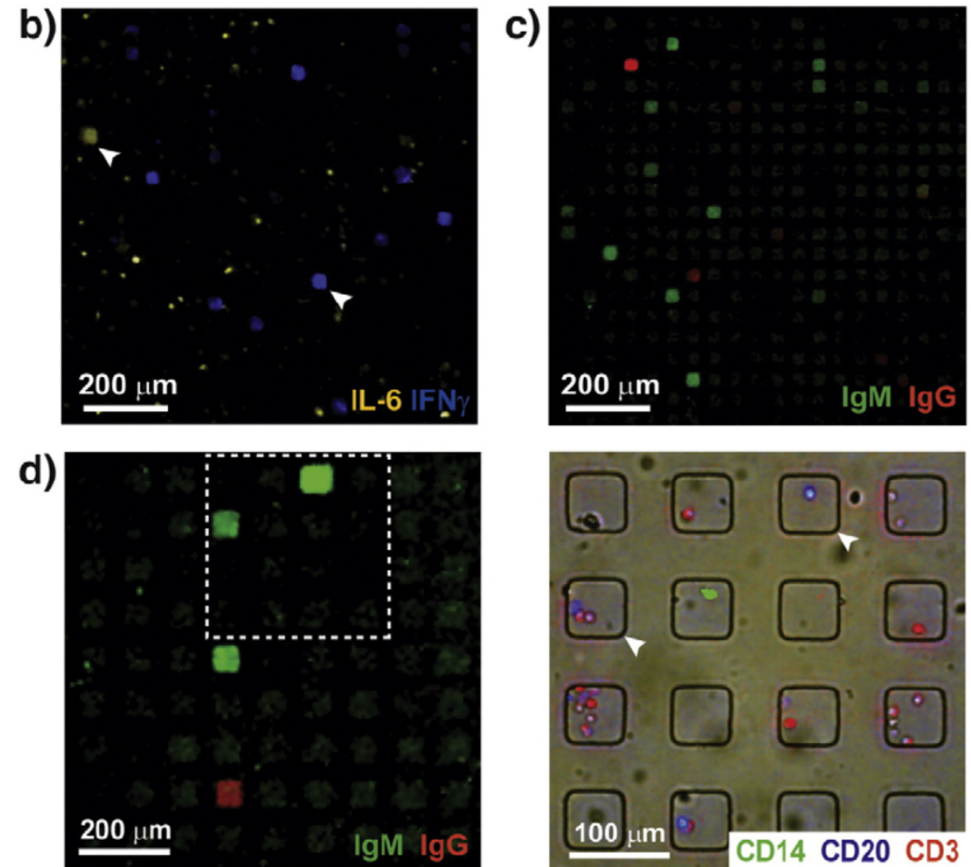 b)
200 μm
IL-6 IFNγ
c)
200 μm
IgM IgG
d)
200 μm
IgM IgG
100 μm
CD14 CD20 CD3